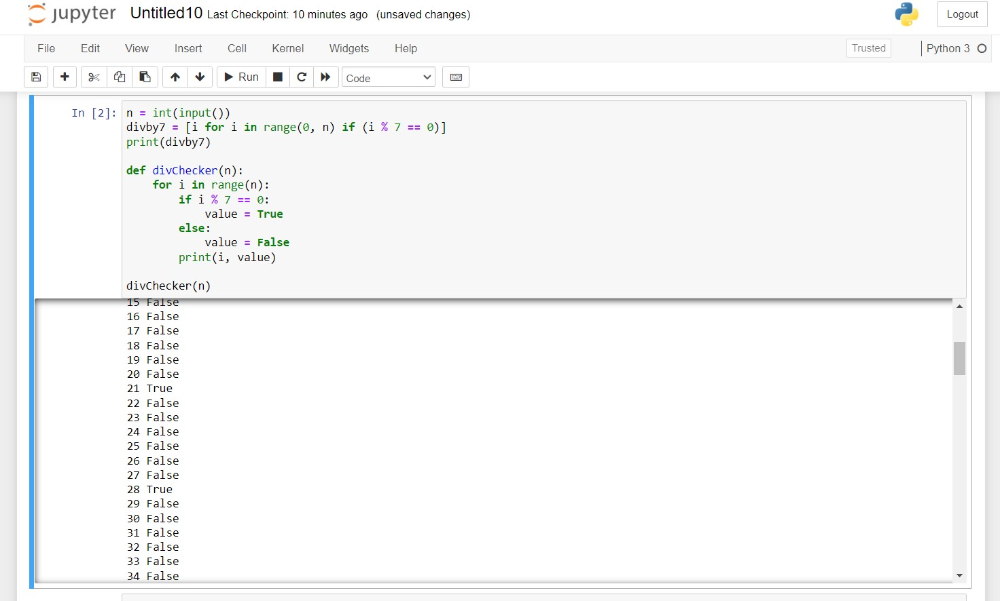 jupyter Untitled10 Last Checkpoint: 10 minutes ago (unsaved changes) Logout
File Edit View Insert Cell Kernel Widgets Help Trusted Python 3
Run Code
In [2]: n = int(input())
divby7 = [i for i in range(0, n) if (i % 7 == 0)]
print(divby7)

def divChecker(n):
    for i in range(n):
        if i % 7 == 0:
            value = True
        else:
            value = False
        print(i, value)

divChecker(n)
15 False
16 False
17 False
18 False
19 False
20 False
21 True
22 False
23 False
24 False
25 False
26 False
27 False
28 True
29 False
30 False
31 False
32 False
33 False
34 False